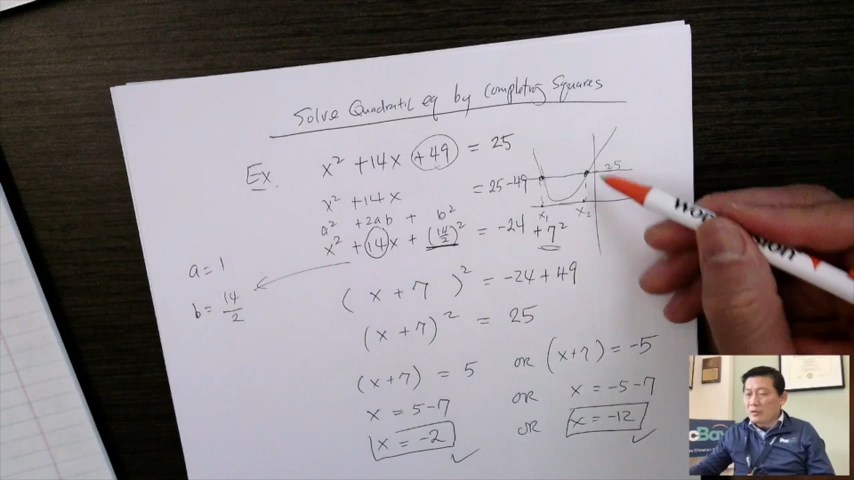 Solve Quadratic eq by Completing Squares
Ex. x² + 14x + 49 = 25
x² + 14x = 25 - 49
a² + 2ab + b²
x² + 14x + (14/2)² = -24 + 7²
25
x₁ x₂
a = 1
b = 14/2
(x + 7)² = -24 + 49
(x + 7)² = 25
(x + 7) = 5 or (x + 7) = -5
x = 5 - 7 or x = -5 - 7
x = -2 or x = -12